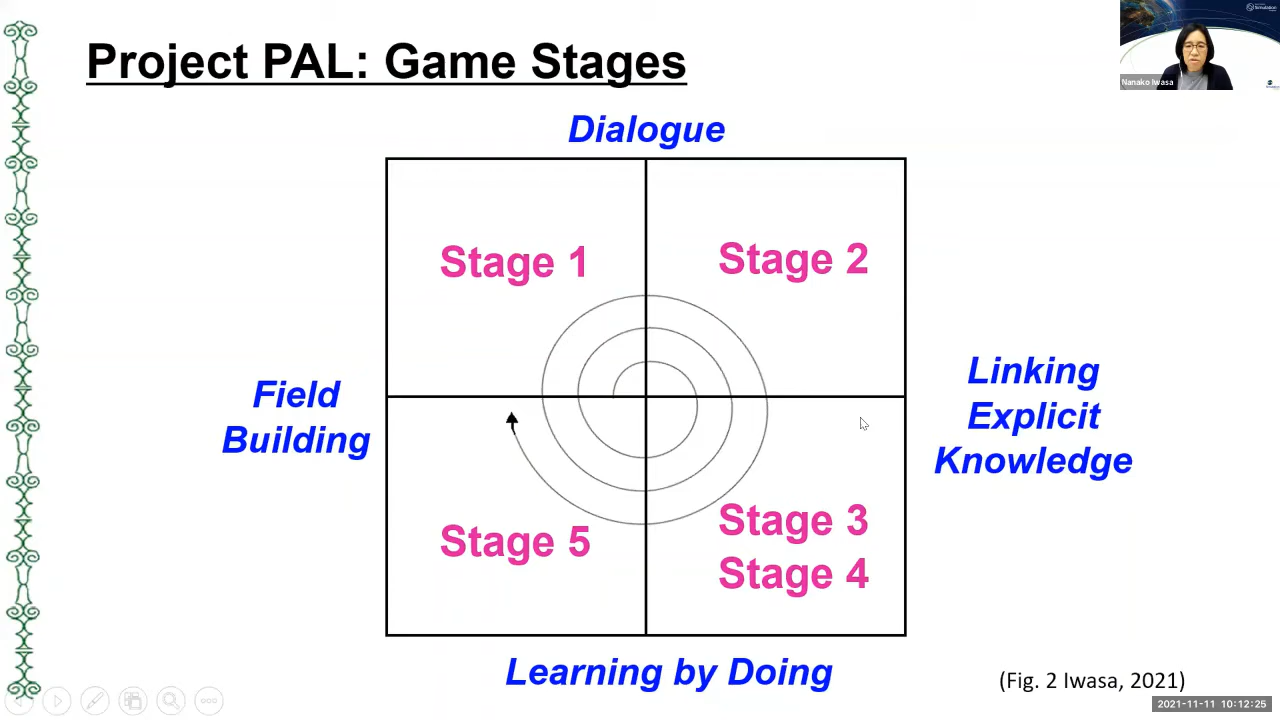 Project PAL: Game Stages
Simulation
Nanako Iwasa
Dialogue
Stage 1
Stage 2
Field
Building
Linking
Explicit
Knowledge
Stage 5
Stage 3
Stage 4
Learning by Doing
(Fig. 2 Iwasa, 2021)
2021-11-11 10:12:25